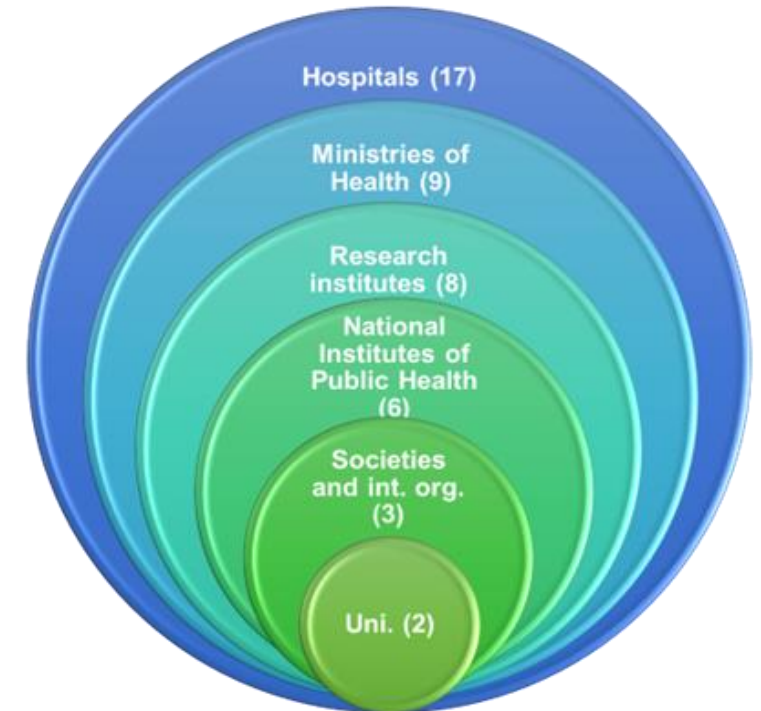 Hospitals (17)
Ministries of
Health (9)
Research
institutes (8)
National
Institutes of
Public Health
(6)
Societies
and int. org.
(3)
Uni. (2)